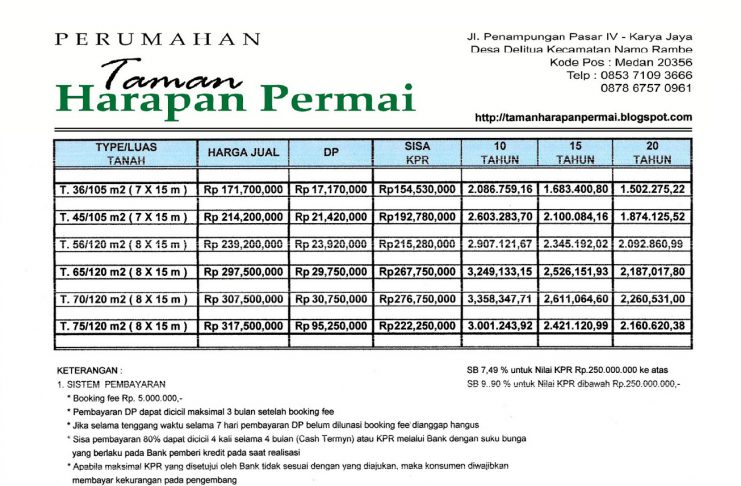 PERUMAHAN
Taman
Harapan Permai
Jl. Penampungan Pasar IV - Karya Jaya
Desa Delitua Kecamatan Namo Rambe
Kode Pos : Medan 20356
Telp : 0853 7109 3666
0878 6757 0961
http://tamanharapanpermai.blogspot.com
TYPE/LUAS TANAH HARGA JUAL DP SISA KPR 10 TAHUN 15 TAHUN 20 TAHUN
T. 36/105 m2 ( 7 X 15 m ) Rp 171,700,000 Rp 17,170,000 Rp154,530,000 2.086.759,16 1.683.400,80 1.502.275,22
T. 45/105 m2 ( 7 X 15 m ) Rp 214,200,000 Rp 21,420,000 Rp192,780,000 2.603.283,70 2.100.084,16 1.874.125,52
T. 56/120 m2 ( 8 X 15 m ) Rp 239,200,000 Rp 23,920,000 Rp215,280,000 2.907.121,67 2.345.192,02 2.092.860,99
T. 65/120 m2 ( 8 X 15 m ) Rp 297,500,000 Rp 29,750,000 Rp267,750,000 3,249,133,15 2,526,151,93 2,187,017,80
T. 70/120 m2 ( 8 X 15 m ) Rp 307,500,000 Rp 30,750,000 Rp276,750,000 3,358,347,71 2,611,064,60 2,260,531,00
T. 75/120 m2 ( 8 X 15 m ) Rp 317,500,000 Rp 95,250,000 Rp222,250,000 3.001.243,92 2.421.120,99 2.160.620,38
KETERANGAN :
1. SISTEM PEMBAYARAN
* Booking fee Rp. 5.000.000,-
* Pembayaran DP dapat dicicil maksimal 3 bulan setelah booking fee
* Jika selama tenggang waktu selama 7 hari pembayaran DP belum dilunasi booking fee dianggap hangus
* Sisa pembayaran 80% dapat dicicil 4 kali selama 4 bulan (Cash Termyn) atau KPR melalui Bank dengan suku bunga
yang berlaku pada Bank pemberi kredit pada saat realisasi
* Apabila maksimal KPR yang disetujui oleh Bank tidak sesuai dengan yang diajukan, maka konsumen diwajibkan
membayar kekurangan pada pengembang
SB 7,49 % untuk Nilai KPR Rp.250.000.000 ke atas
SB 9..90 % untuk Nilai KPR dibawah Rp.250.000.000,-